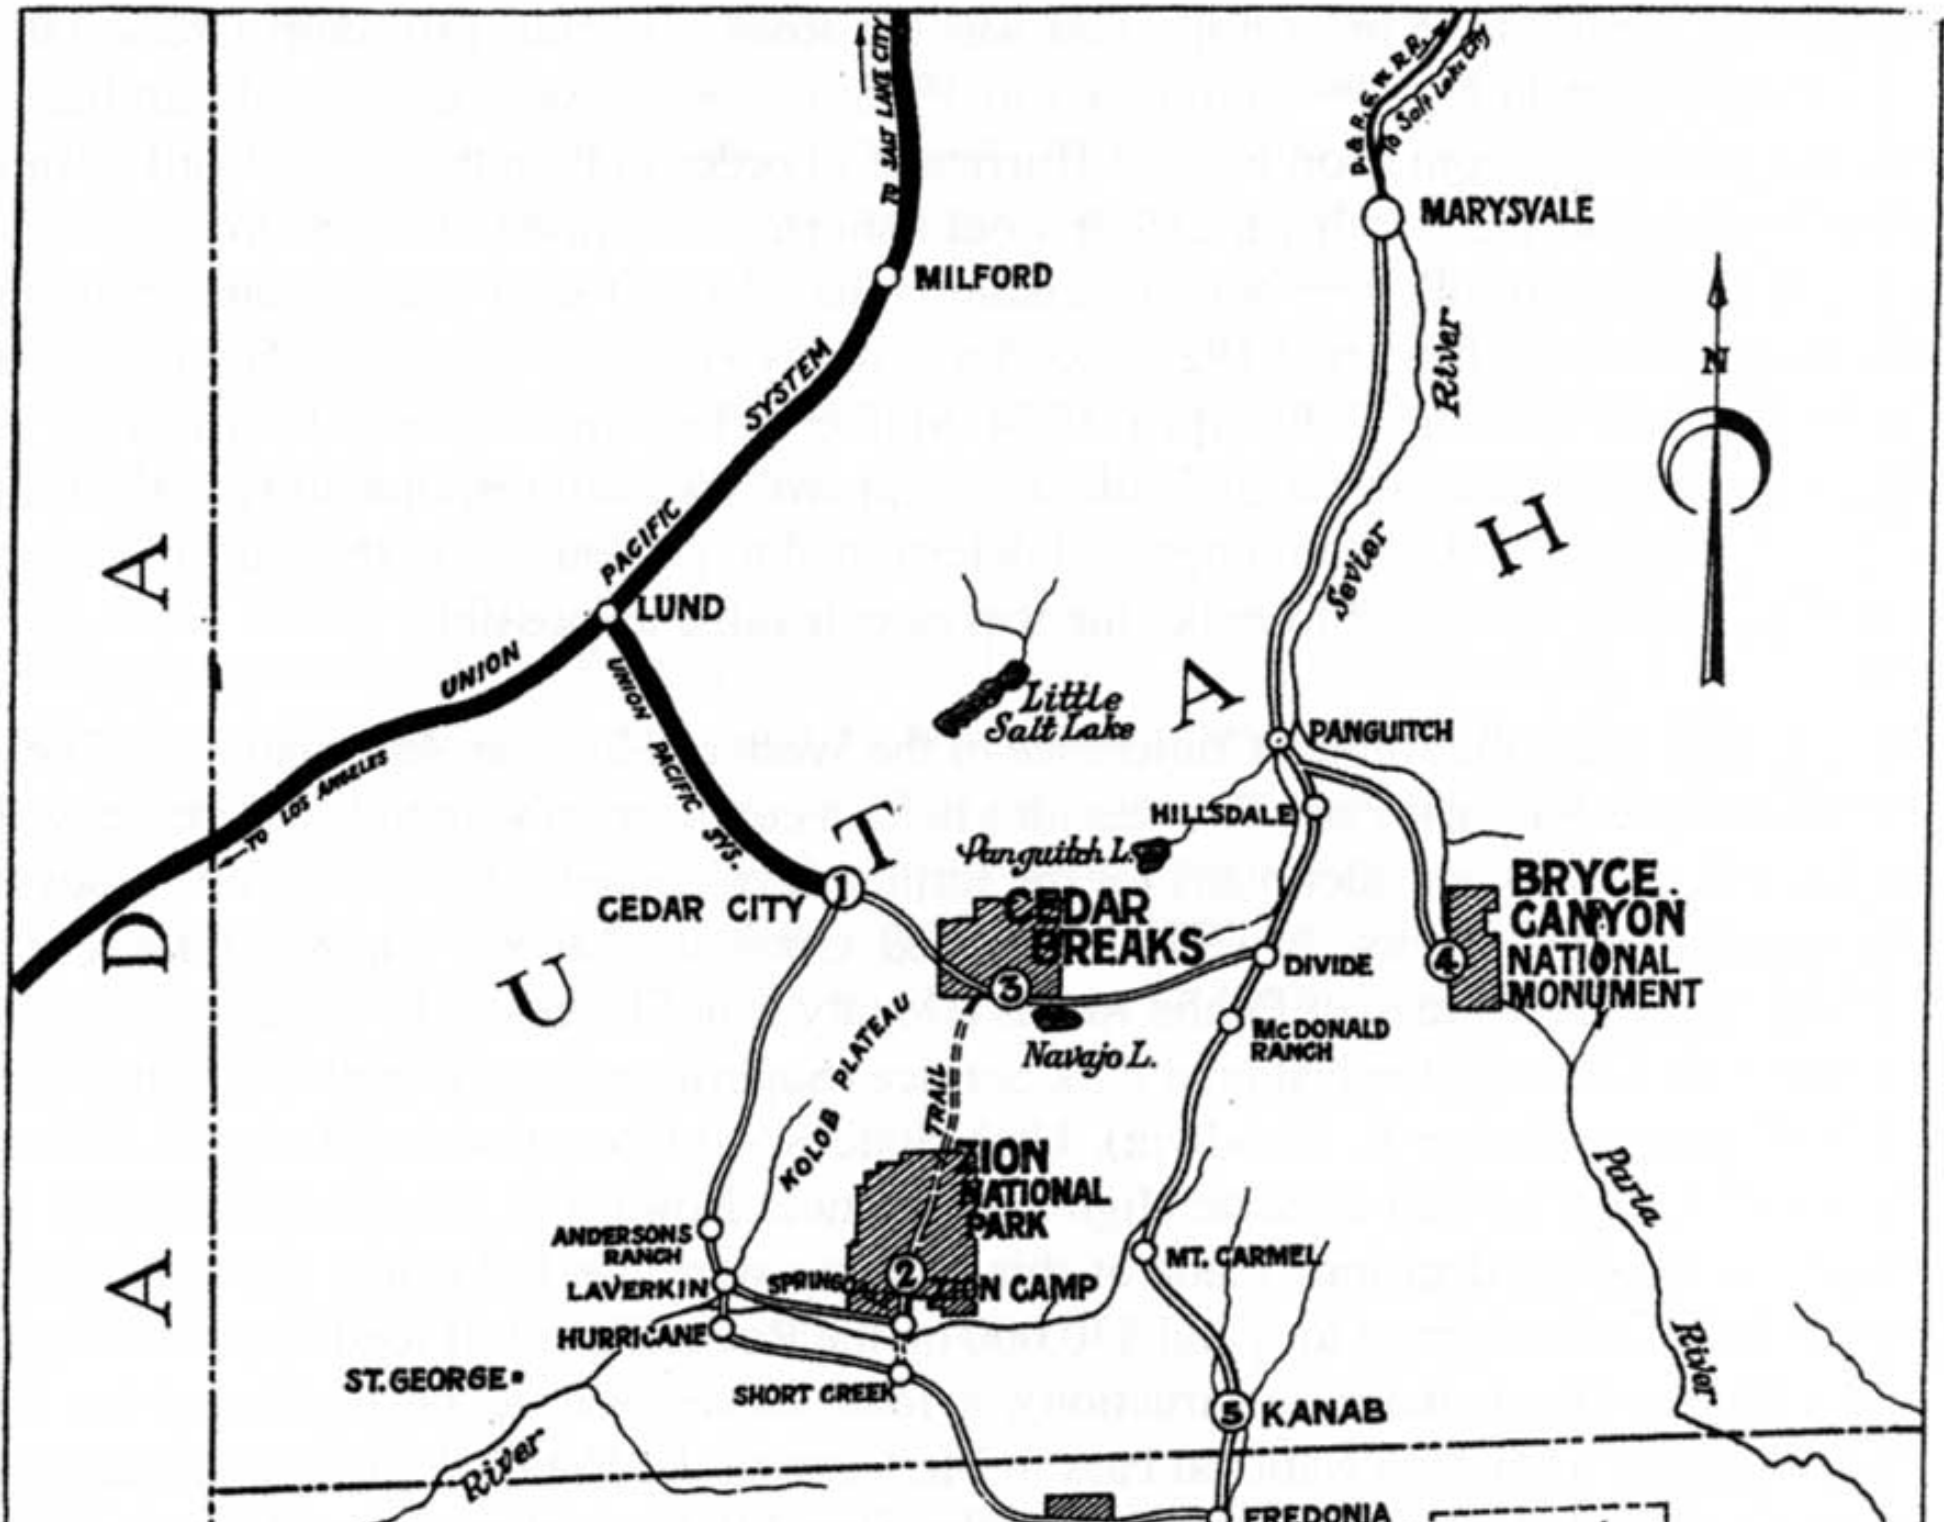 TO SALT LAKE CITY
D. & R. G. W. R.R.
To Salt Lake City
MARYSVALE
MILFORD
N
River
SYSTEM
PACIFIC
H
A
Sevier
LUND
UNION
UNION PACIFIC SYS.
Little
Salt Lake
A
PANGUITCH
TO LOS ANGELES
HILLSDALE
T
Panguitch L.
BRYCE
CANYON
NATIONAL
MONUMENT
1
CEDAR CITY
CEDAR
BREAKS
D
U
3
DIVIDE
4
KOLOB PLATEAU
Navajo L.
McDONALD
RANCH
TRAIL
ZION
NATIONAL
PARK
Paria
River
ANDERSONS
RANCH
MT. CARMEL
A
LAVERKIN
2
ZION CAMP
HURRICANE
ST. GEORGE
SHORT CREEK
5 KANAB
River
FREDONIA